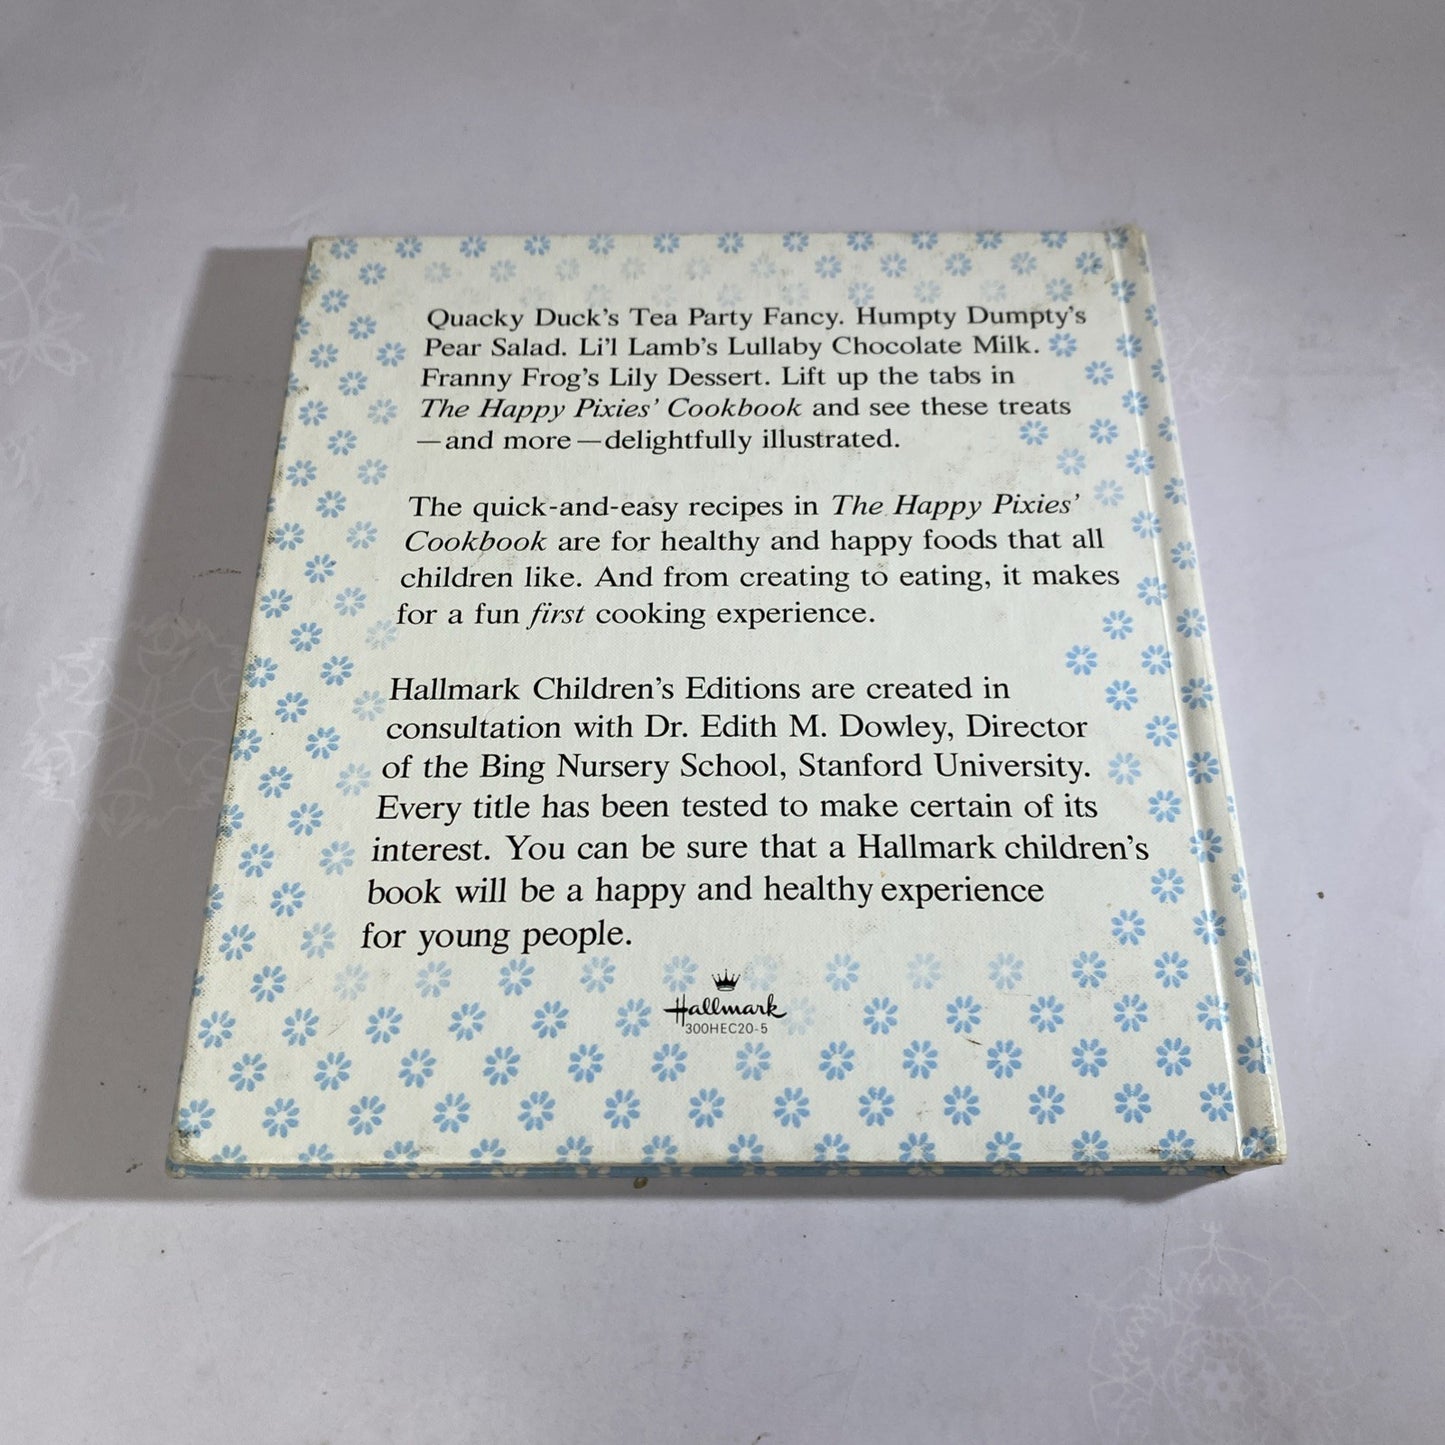 Quacky Duck's Tea Party Fancy. Humpty Dumpty's
Pear Salad. Li'l Lamb's Lullaby Chocolate Milk.
Franny Frog's Lily Dessert. Lift up the tabs in
The Happy Pixies' Cookbook and see these treats
—and more—delightfully illustrated.
The quick-and-easy recipes in The Happy Pixies'
Cookbook are for healthy and happy foods that all
children like. And from creating to eating, it makes
for a fun first cooking experience.
Hallmark Children's Editions are created in
consultation with Dr. Edith M. Dowley, Director
of the Bing Nursery School, Stanford University.
Every title has been tested to make certain of its
interest. You can be sure that a Hallmark children's
book will be a happy and healthy experience
for young people.
Hallmark
300HEC20-5